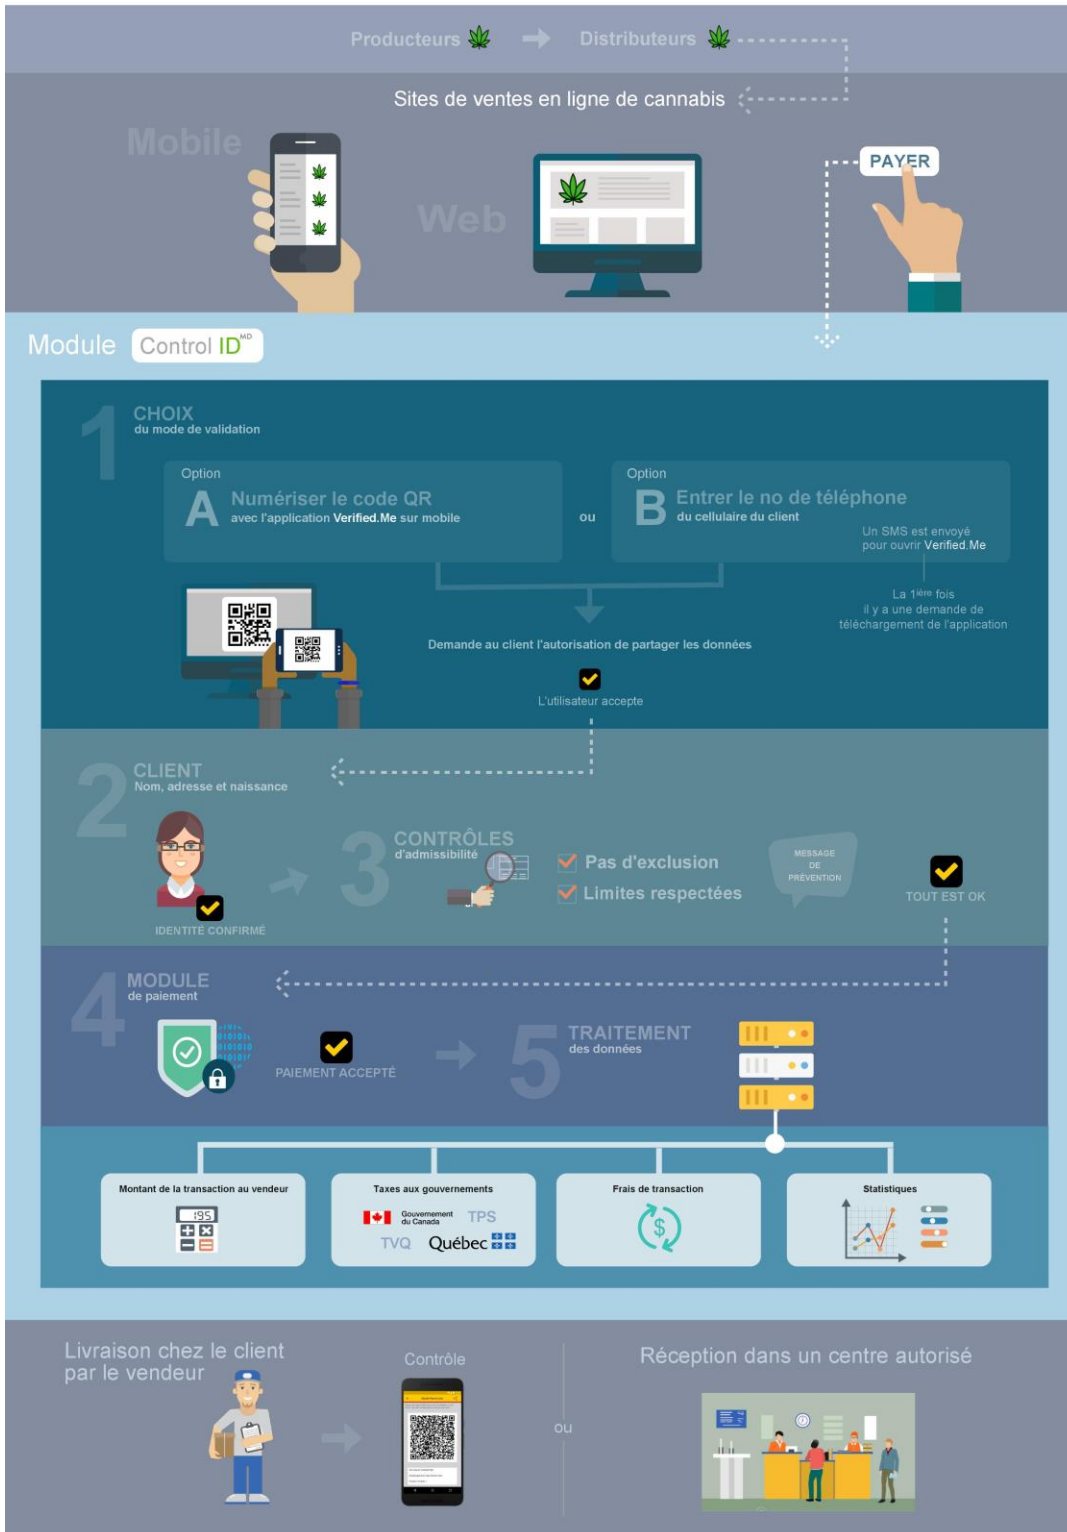 Producteurs
Distributeurs
Sites de ventes en ligne de cannabis
Mobile
Web
PAYER
Module Control ID MD
1 CHOIX
du mode de validation
Option
A Numériser le code QR
avec l'application Verified.Me sur mobile
ou
Option
B Entrer le no de téléphone
du cellulaire du client
Un SMS est envoyé
pour ouvrir Verified.Me
La 1ière fois
il y a une demande de
téléchargement de l'application
Demande au client l'autorisation de partager les données
L'utilisateur accepte
2 CLIENT
Nom, adresse et naissance
IDENTITÉ CONFIRMÉ
3 CONTRÔLES
d'admissibilité
Pas d'exclusion
Limites respectées
MESSAGE
DE
PRÉVENTION
TOUT EST OK
4 MODULE
de paiement
PAIEMENT ACCEPTÉ
5 TRAITEMENT
des données
Montant de la transaction au vendeur
195
Taxes aux gouvernements
Gouvernement
du Canada
TPS
TVQ
Québec
Frais de transaction
$
Statistiques
Livraison chez le client
par le vendeur
Contrôle
ou
Réception dans un centre autorisé